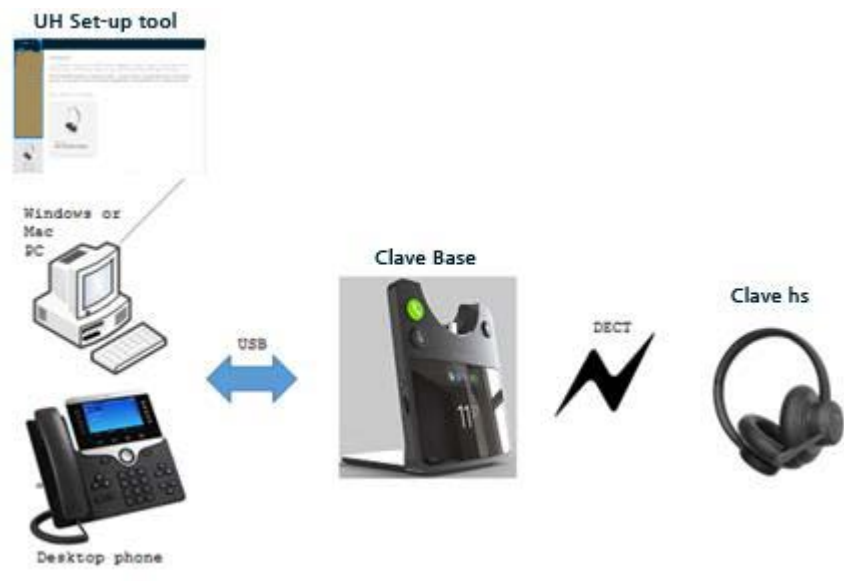 UH Set-up tool
Windows or
Mac
PC
Clave Base
Clave hs
USB
DECT
Desktop phone